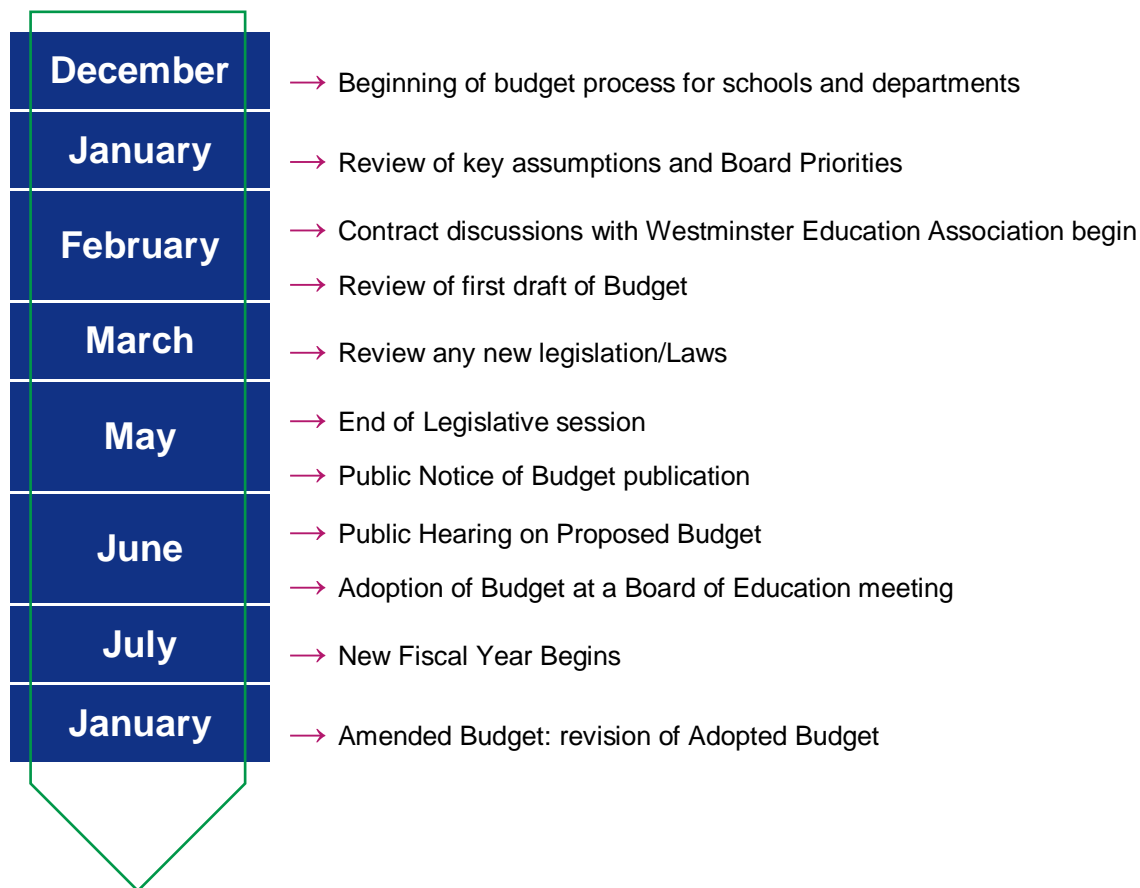 December
→ Beginning of budget process for schools and departments
January
→ Review of key assumptions and Board Priorities
February
→ Contract discussions with Westminster Education Association begin
→ Review of first draft of Budget
March
→ Review any new legislation/Laws
May
→ End of Legislative session
→ Public Notice of Budget publication
June
→ Public Hearing on Proposed Budget
→ Adoption of Budget at a Board of Education meeting
July
→ New Fiscal Year Begins
January
→ Amended Budget: revision of Adopted Budget